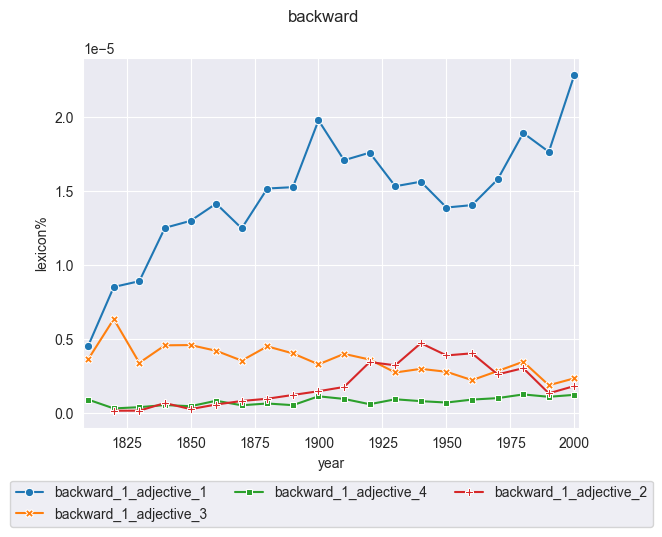 backward
1e−5
2.0
1.5
1.0
0.5
0.0
lexicon%
1825 1850 1875 1900 1925 1950 1975 2000
year
backward_1_adjective_1 backward_1_adjective_4 backward_1_adjective_2
backward_1_adjective_3